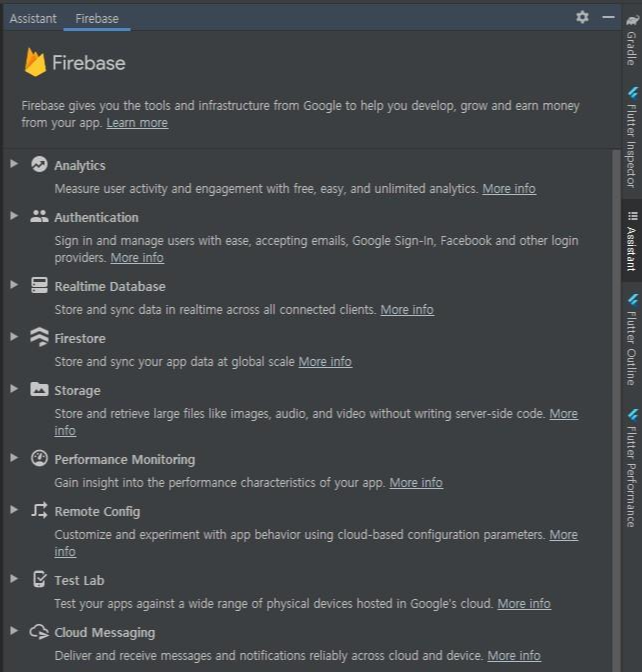 Assistant Firebase
Firebase
Firebase gives you the tools and infrastructure from Google to help you develop, grow and earn money
from your app. Learn more
Analytics
Measure user activity and engagement with free, easy, and unlimited analytics. More info
Authentication
Sign in and manage users with ease, accepting emails, Google Sign-In, Facebook and other login
providers. More info
Realtime Database
Store and sync data in realtime across all connected clients. More info
Firestore
Store and sync your app data at global scale More info
Storage
Store and retrieve large files like images, audio, and video without writing server-side code. More
info
Performance Monitoring
Gain insight into the performance characteristics of your app. More info
Remote Config
Customize and experiment with app behavior using cloud-based configuration parameters. More
info
Test Lab
Test your apps against a wide range of physical devices hosted in Google's cloud. More info
Cloud Messaging
Deliver and receive messages and notifications reliably across cloud and device. More info
Gradle
Flutter Inspector
Assistant
Flutter Outline
Flutter Performance